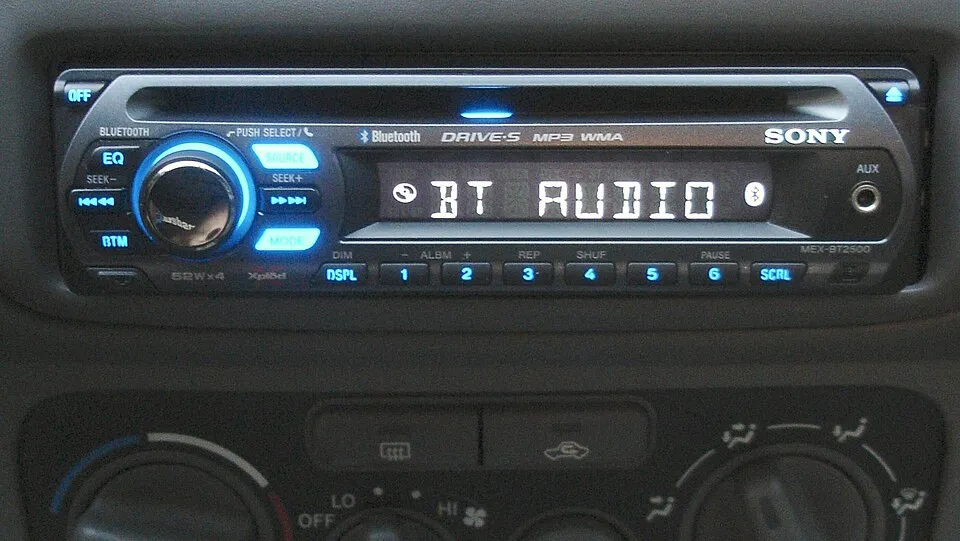 OFF
BLUETOOTH
PUSH SELECT/
Bluetooth DRIVE·S MP3 WMA SONY
EQ
SOURCE
AUX
SEEK− SEEK+
BT AUDIO
BTM
MODE
MEX-BT2500
DIM − ALBM + REP SHUF PAUSE
52W×4 Xplōd DSPL 1 2 3 4 5 6 SCRL
LO HI
OFF